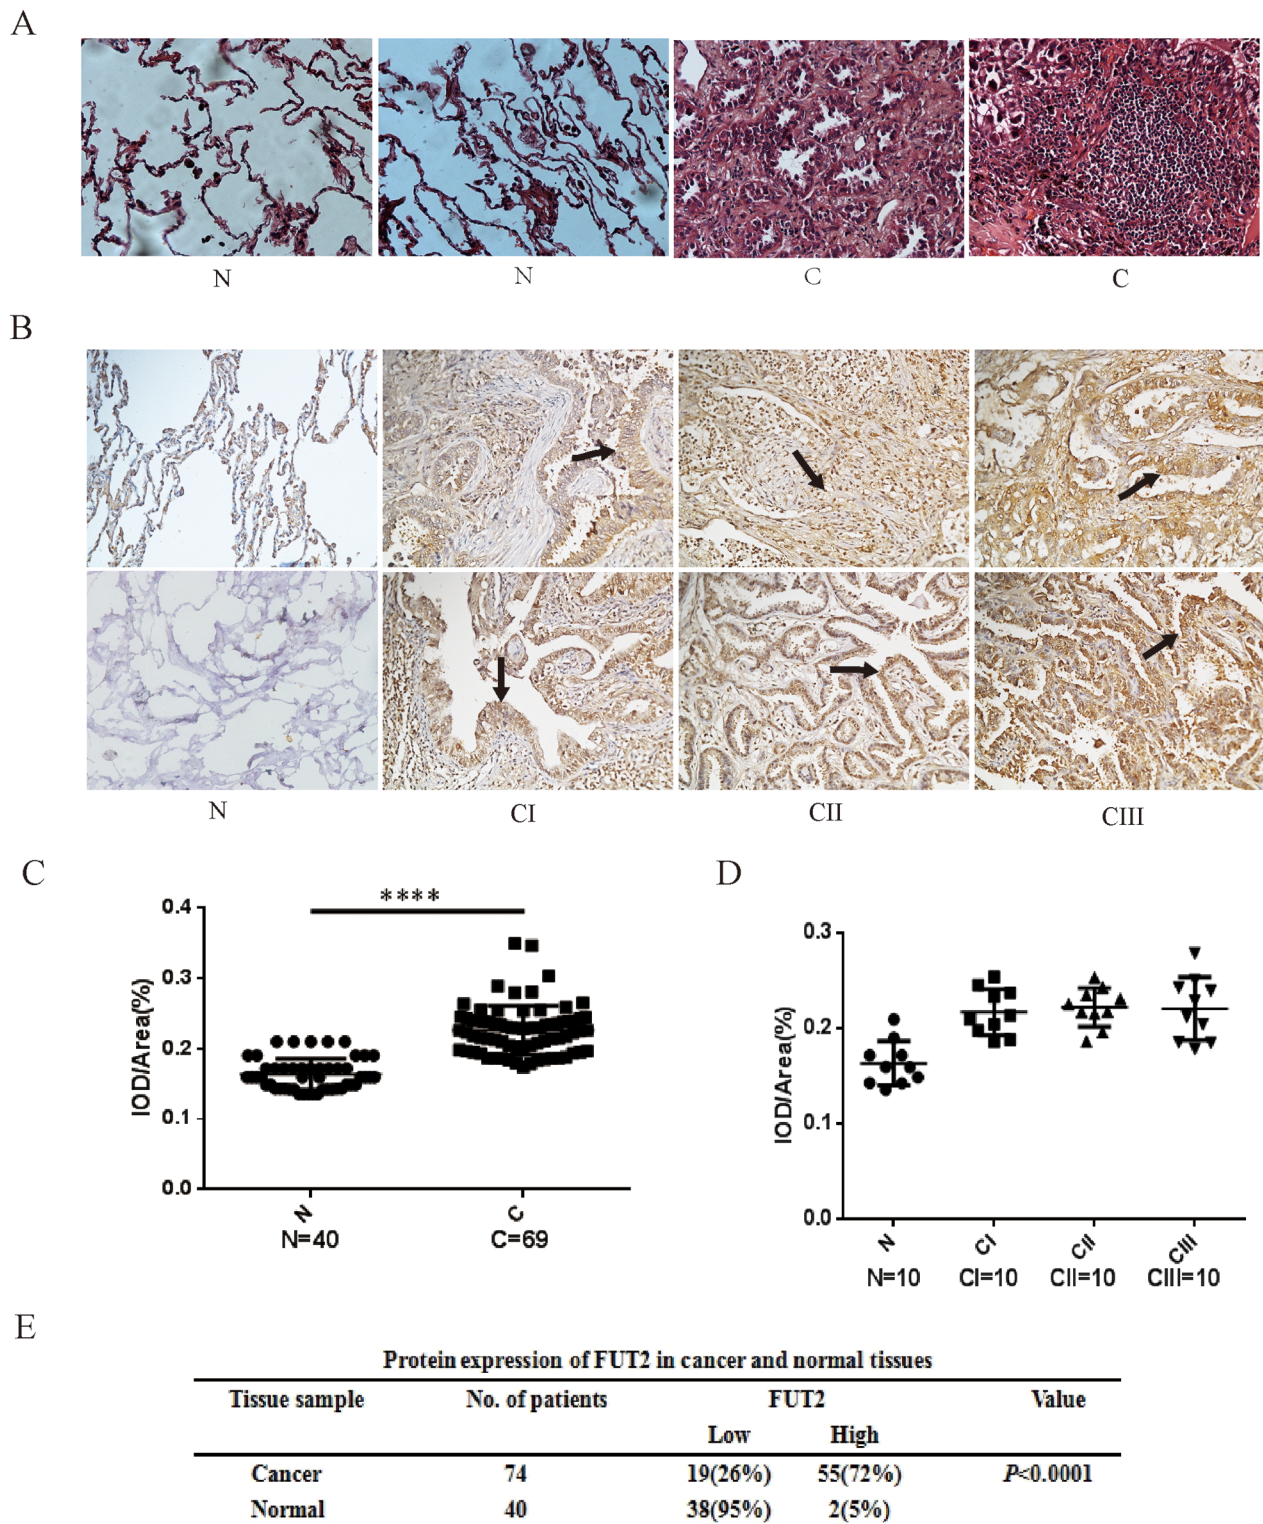 A
N N C C
B
N CI CII CIII
C
****
0.4
0.3
0.2
0.1
0.0
IOD/Area(%)
N C
N=40 C=69
D
0.3
0.2
0.1
0.0
IOD/Area(%)
N CI CII CIII
N=10 CI=10 CII=10 CIII=10
E
Protein expression of FUT2 in cancer and normal tissues
Tissue sample No. of patients FUT2 Value
Low High
Cancer 74 19(26%) 55(72%) P<0.0001
Normal 40 38(95%) 2(5%)